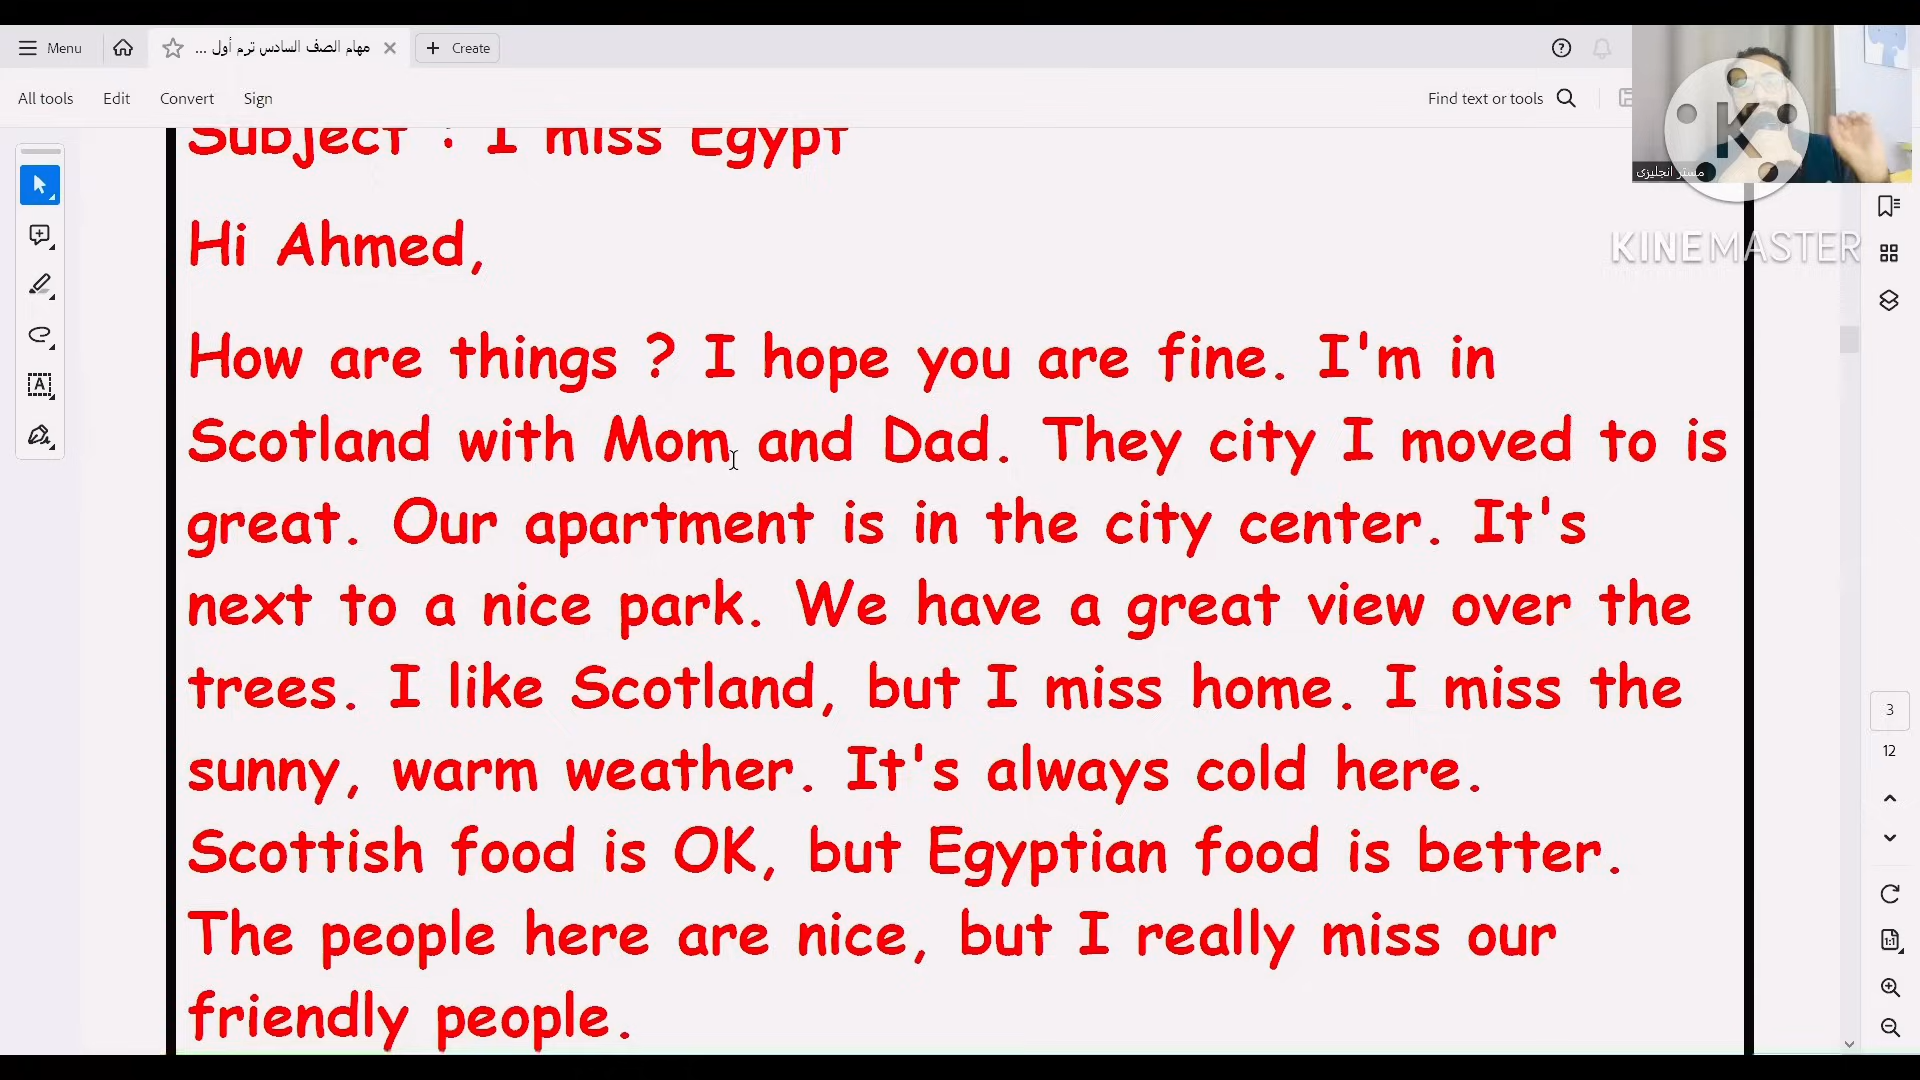 Menu
مهام الصف السادس ترم أول ...
Create
All tools
Edit
Convert
Sign
Find text or tools
مستر انجليزى
K
KINEMASTER
Subject : I miss Egypt
Hi Ahmed,
How are things ? I hope you are fine. I'm in
Scotland with Mom and Dad. They city I moved to is
great. Our apartment is in the city center. It's
next to a nice park. We have a great view over the
trees. I like Scotland, but I miss home. I miss the
sunny, warm weather. It's always cold here.
Scottish food is OK, but Egyptian food is better.
The people here are nice, but I really miss our
friendly people.
3
12